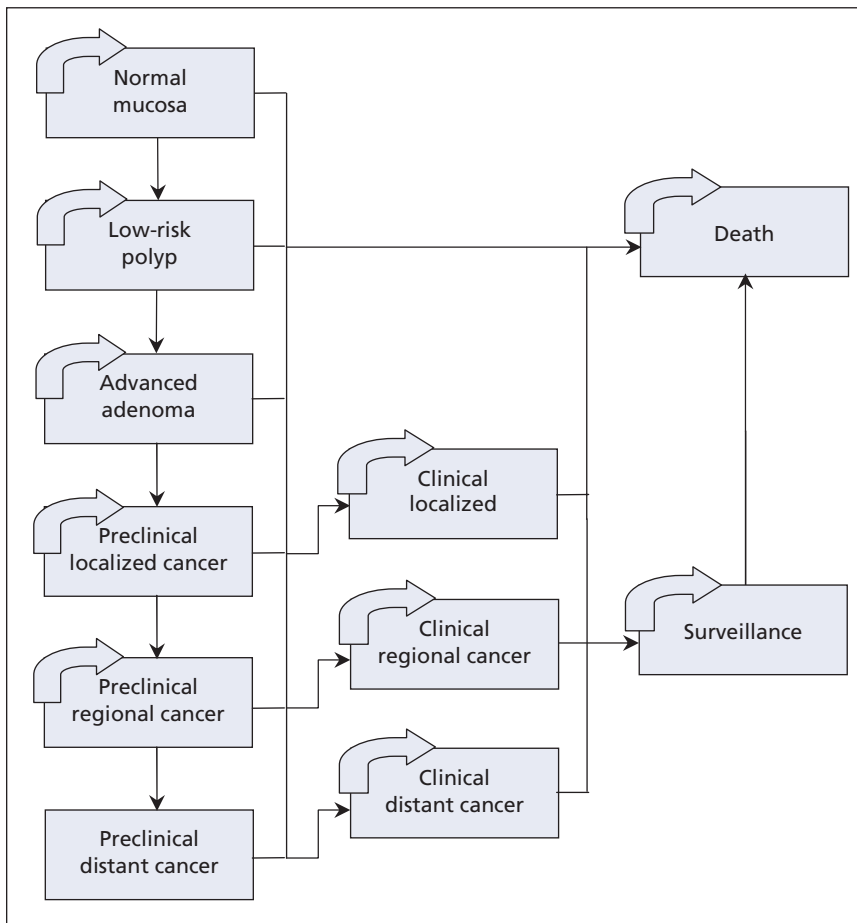 Normal
mucosa
Low-risk
polyp
Advanced
adenoma
Preclinical
localized cancer
Preclinical
regional cancer
Preclinical
distant cancer
Clinical
localized
Clinical
regional cancer
Clinical
distant cancer
Death
Surveillance